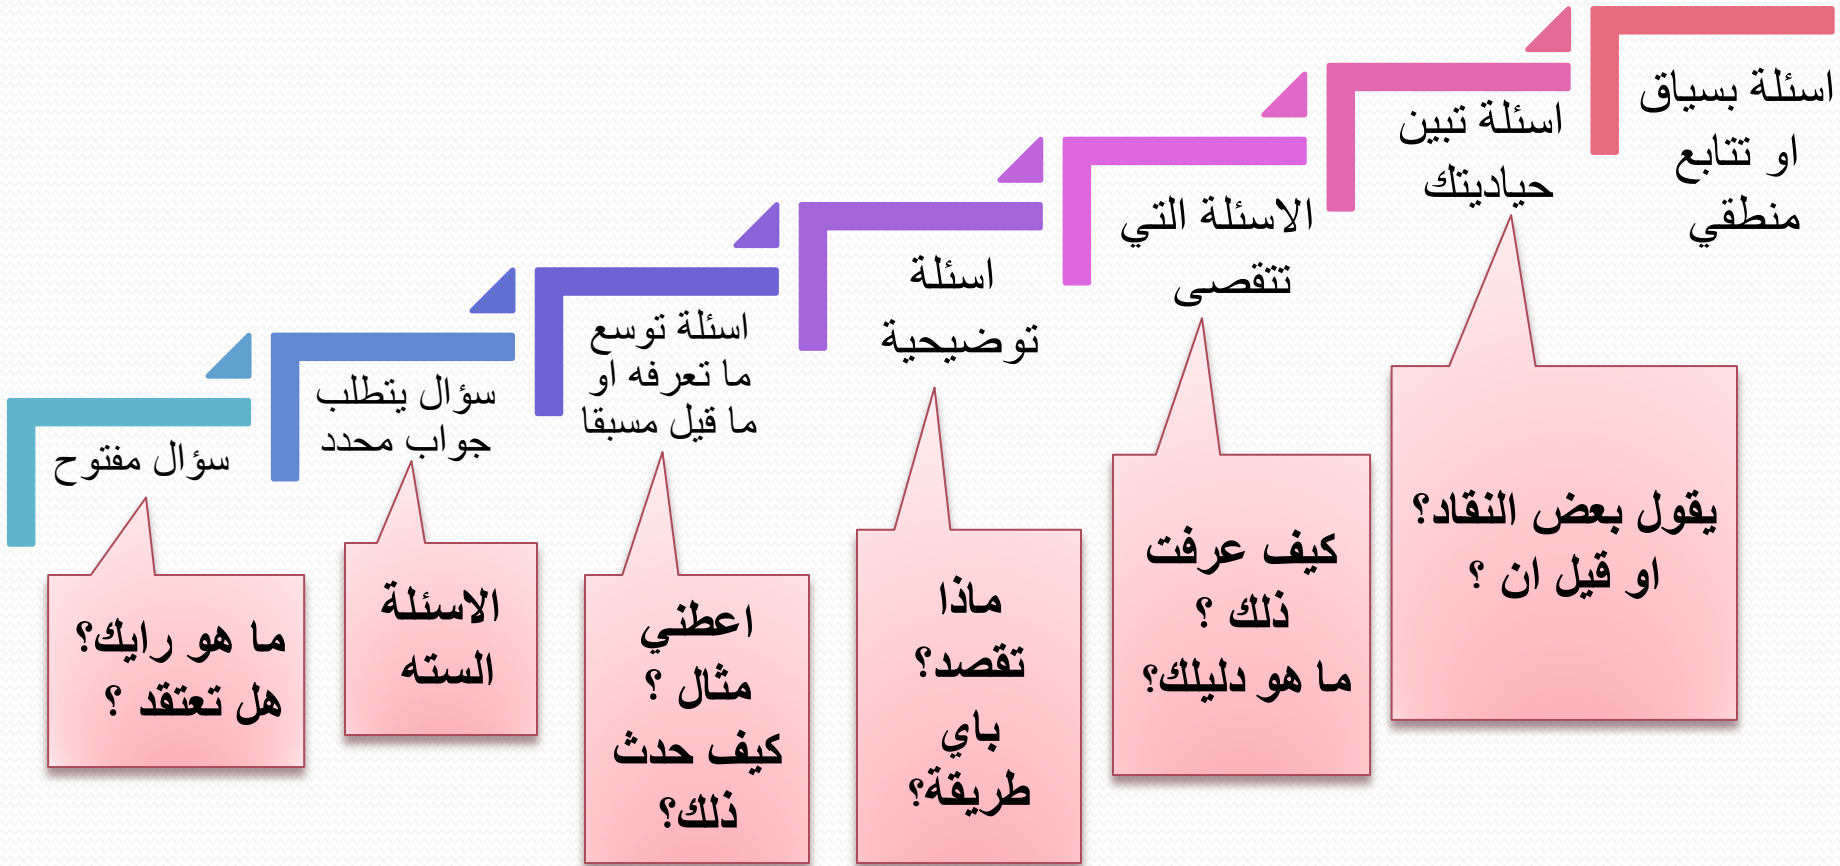 سؤال مفتوح
سؤال يتطلب
جواب محدد
اسئلة توسع
ما تعرفه او
ما قيل مسبقا
اسئلة
توضيحية
الاسئلة التي
تتقصى
اسئلة تبين
حياديتك
اسئلة بسياق
او تتابع
منطقي
ما هو رايك؟
هل تعتقد ؟
الاسئلة
السته
اعطني
مثال ؟
كيف حدث
ذلك؟
ماذا
تقصد؟
باي
طريقة؟
كيف عرفت
ذلك ؟
ما هو دليلك؟
يقول بعض النقاد؟
او قيل ان ؟